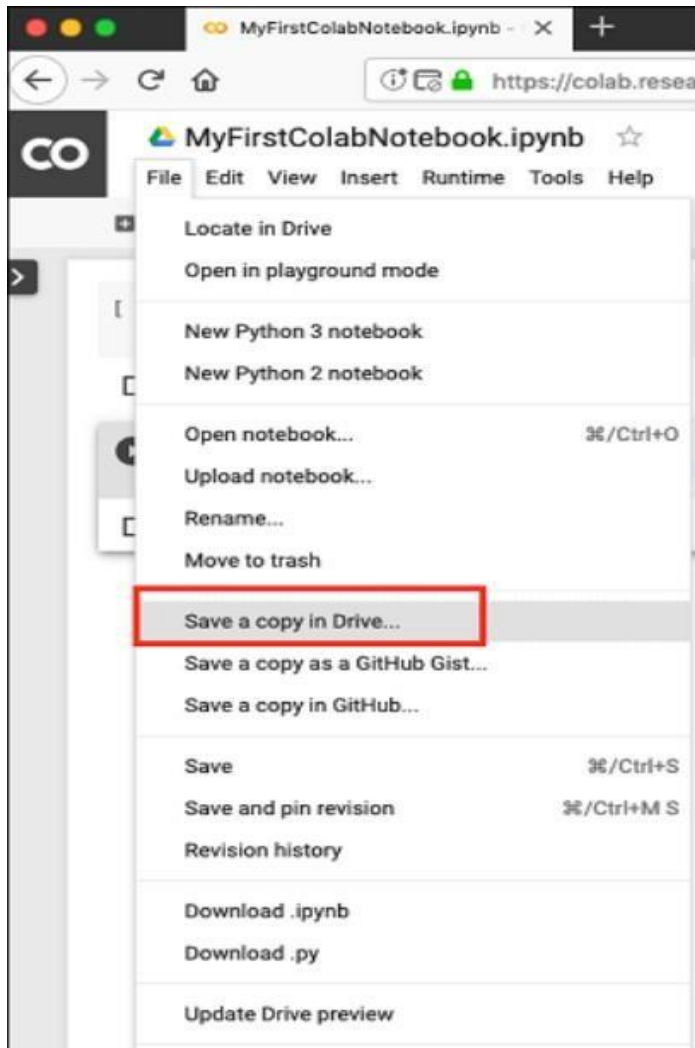 MyFirstColabNotebook.ipynb -
https://colab.resea
CO
MyFirstColabNotebook.ipynb
File Edit View Insert Runtime Tools Help
Locate in Drive
Open in playground mode
New Python 3 notebook
New Python 2 notebook
Open notebook... ⌘/Ctrl+O
Upload notebook...
Rename...
Move to trash
Save a copy in Drive...
Save a copy as a GitHub Gist...
Save a copy in GitHub...
Save ⌘/Ctrl+S
Save and pin revision ⌘/Ctrl+M S
Revision history
Download .ipynb
Download .py
Update Drive preview